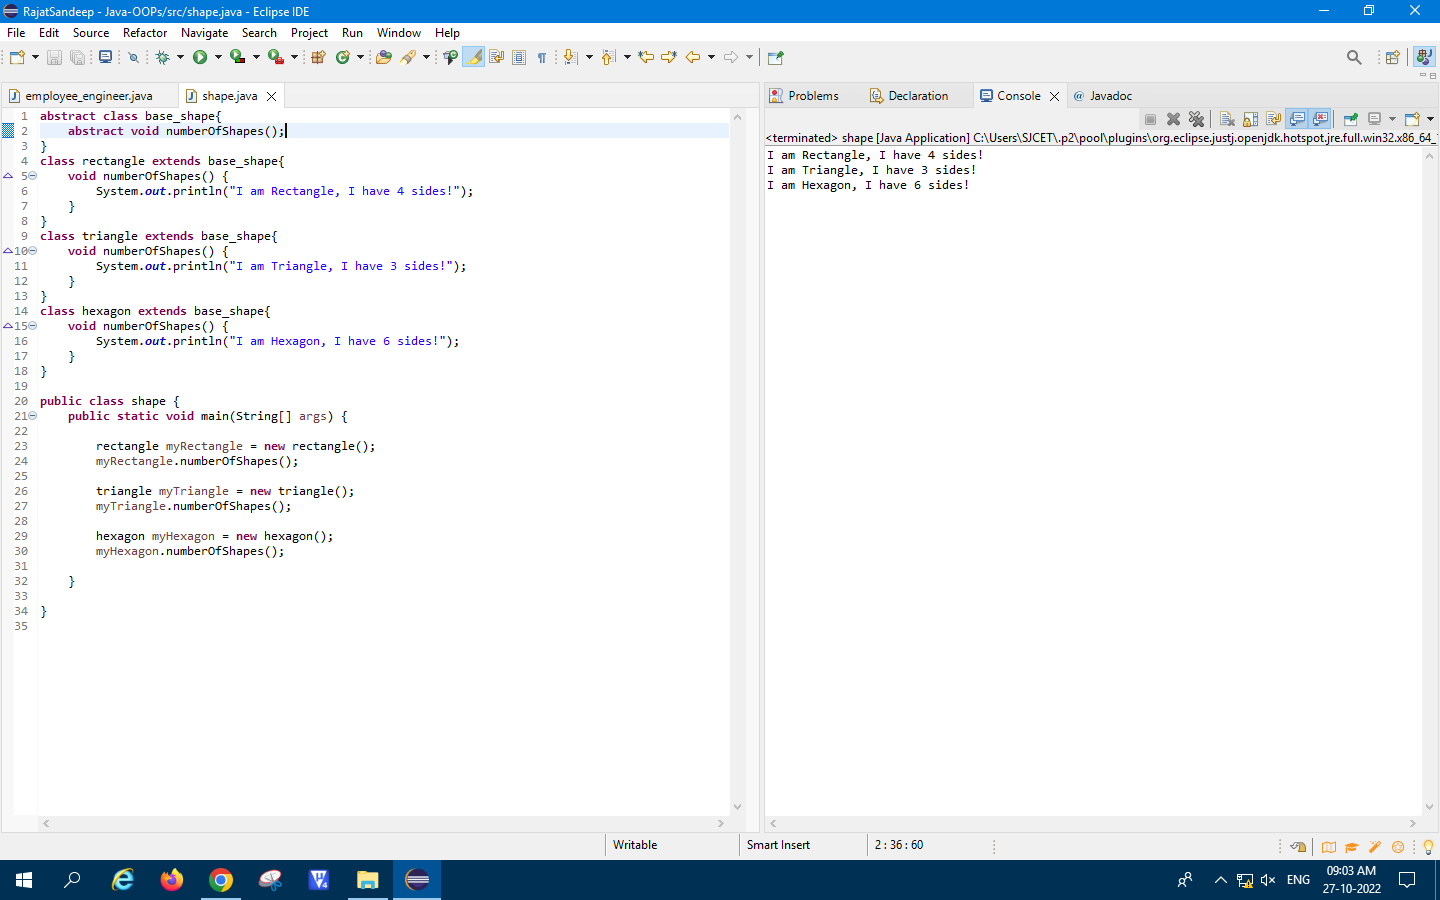 RajatSandeep - Java-OOPs/src/shape.java - Eclipse IDE
File Edit Source Refactor Navigate Search Project Run Window Help
employee_engineer.java shape.java
1 abstract class base_shape{
2 abstract void numberOfShapes();
3 }
4 class rectangle extends base_shape{
5 void numberOfShapes() {
6 System.out.println("I am Rectangle, I have 4 sides!");
7 }
8 }
9 class triangle extends base_shape{
10 void numberOfShapes() {
11 System.out.println("I am Triangle, I have 3 sides!");
12 }
13 }
14 class hexagon extends base_shape{
15 void numberOfShapes() {
16 System.out.println("I am Hexagon, I have 6 sides!");
17 }
18 }
19
20 public class shape {
21 public static void main(String[] args) {
22
23 rectangle myRectangle = new rectangle();
24 myRectangle.numberOfShapes();
25
26 triangle myTriangle = new triangle();
27 myTriangle.numberOfShapes();
28
29 hexagon myHexagon = new hexagon();
30 myHexagon.numberOfShapes();
31
32 }
33
34 }
35
Problems Declaration Console @ Javadoc
<terminated> shape [Java Application] C:\Users\SJCET\.p2\pool\plugins\org.eclipse.justj.openjdk.hotspot.jre.full.win32.x86_64_
I am Rectangle, I have 4 sides!
I am Triangle, I have 3 sides!
I am Hexagon, I have 6 sides!
Writable Smart Insert 2 : 36 : 60
ENG 09:03 AM
27-10-2022